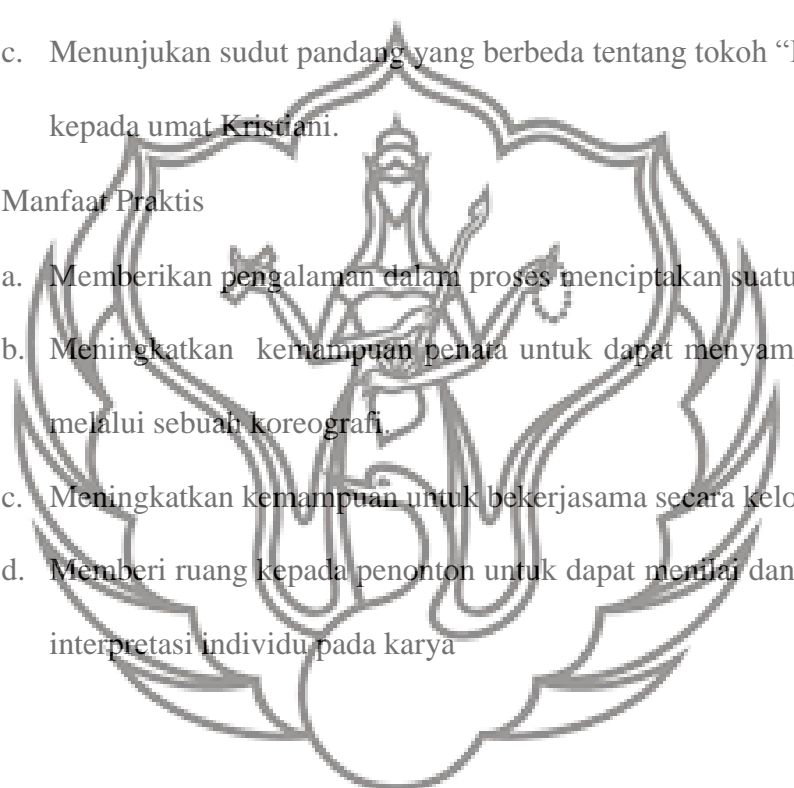 c. Menunjukan sudut pandang yang berbeda tentang tokoh “
kepada umat Kristiani.
Manfaat Praktis
a. Memberikan pengalaman dalam proses menciptakan suatu
b. Meningkatkan kemampuan penata untuk dapat menyam
melalui sebuah koreografi.
c. Meningkatkan kemampuan untuk bekerjasama secara kelo
d. Memberi ruang kepada penonton untuk dapat menilai dan
interpretasi individu pada karya